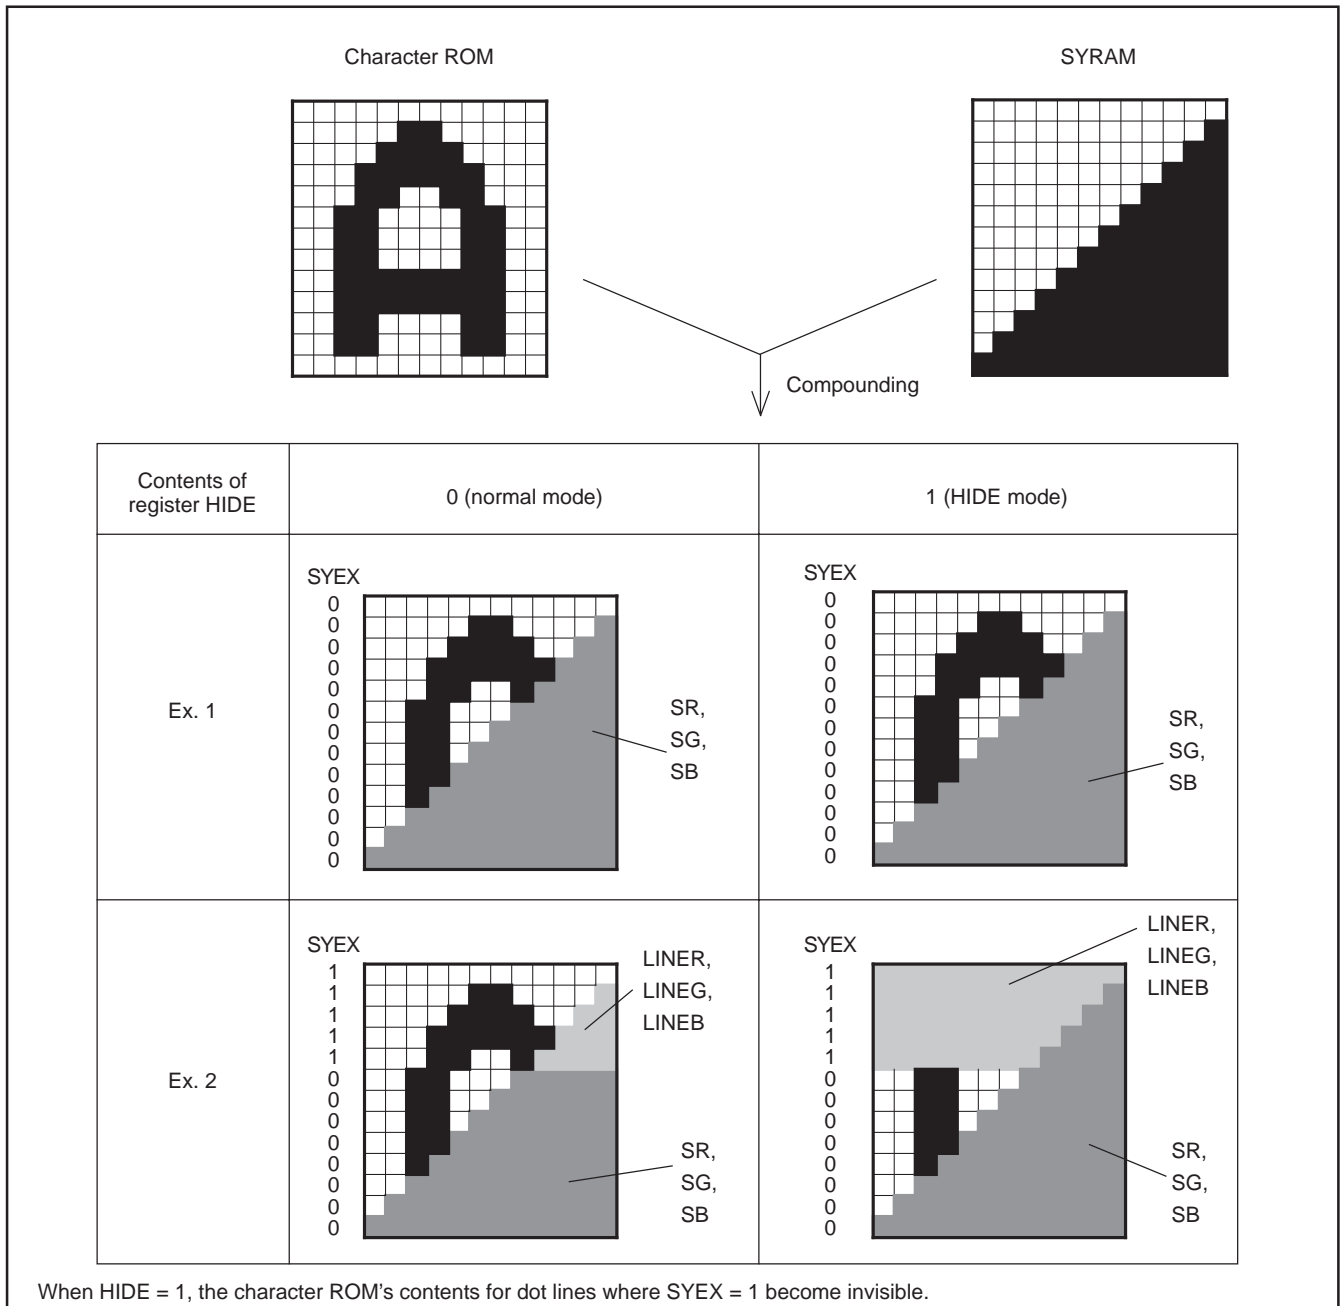 Character ROM
SYRAM
Compounding
Contents of
register HIDE
0 (normal mode)
1 (HIDE mode)
Ex. 1
SYEX
0
0
0
0
0
0
0
0
0
0
0
0
0
SR,
SG,
SB
SYEX
0
0
0
0
0
0
0
0
0
0
0
0
0
SR,
SG,
SB
Ex. 2
SYEX
1
1
1
1
1
0
0
0
0
0
0
0
0
LINER,
LINEG,
LINEB
SR,
SG,
SB
SYEX
1
1
1
1
1
0
0
0
0
0
0
0
0
LINER,
LINEG,
LINEB
SR,
SG,
SB
When HIDE = 1, the character ROM's contents for dot lines where SYEX = 1 become invisible.